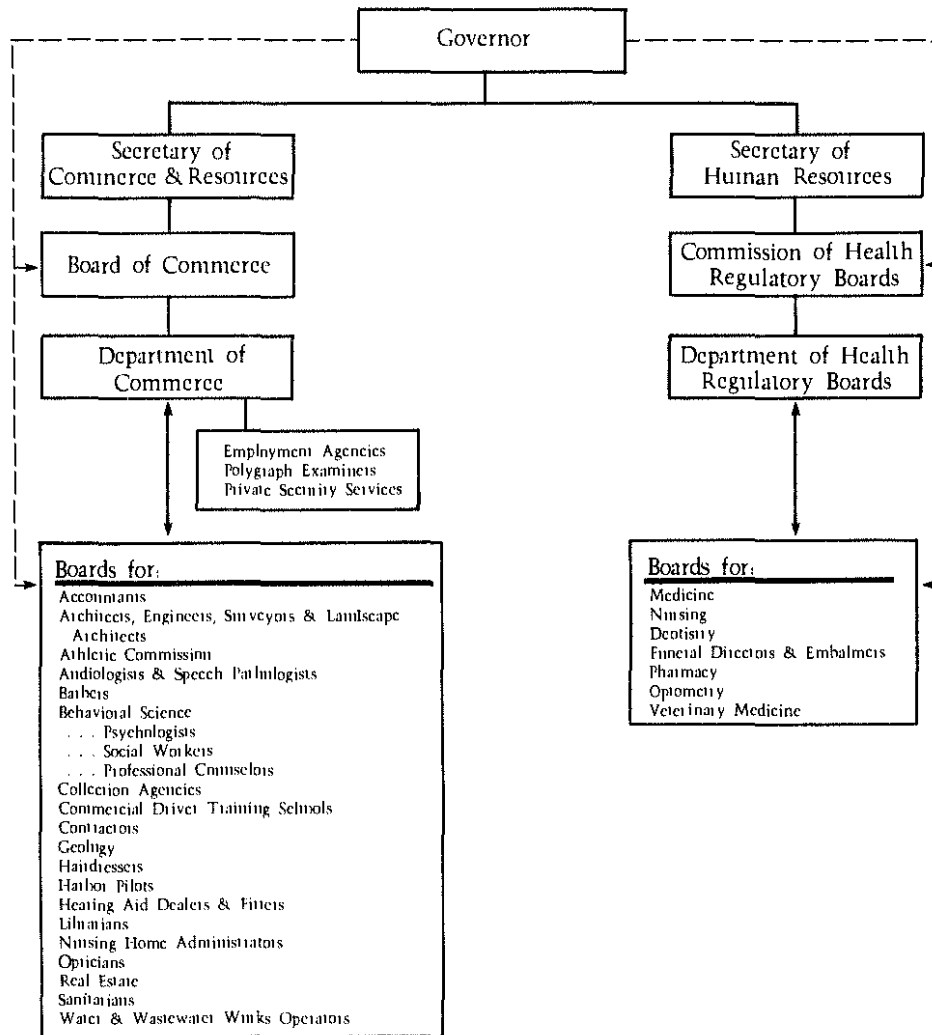 Governor
Secretary of
Commerce & Resources
Secretary of
Human Resources
Board of Commerce
Commission of Health
Regulatory Boards
Department of
Commerce
Department of Health
Regulatory Boards
Employment Agencies
Polygraph Examiners
Private Security Services
Boards for:
Accountants
Architects, Engineers, Surveyors & Landscape
Architects
Athletic Commission
Audiologists & Speech Pathologists
Barbers
Behavioral Science
. . . Psychologists
. . . Social Workers
. . . Professional Counselors
Collection Agencies
Commercial Driver Training Schools
Contractors
Geology
Hairdressers
Harbor Pilots
Hearing Aid Dealers & Fitters
Librarians
Nursing Home Administrators
Opticians
Real Estate
Sanitarians
Water & Wastewater Works Operators
Boards for:
Medicine
Nursing
Dentistry
Funeral Directors & Embalmers
Pharmacy
Optometry
Veterinary Medicine